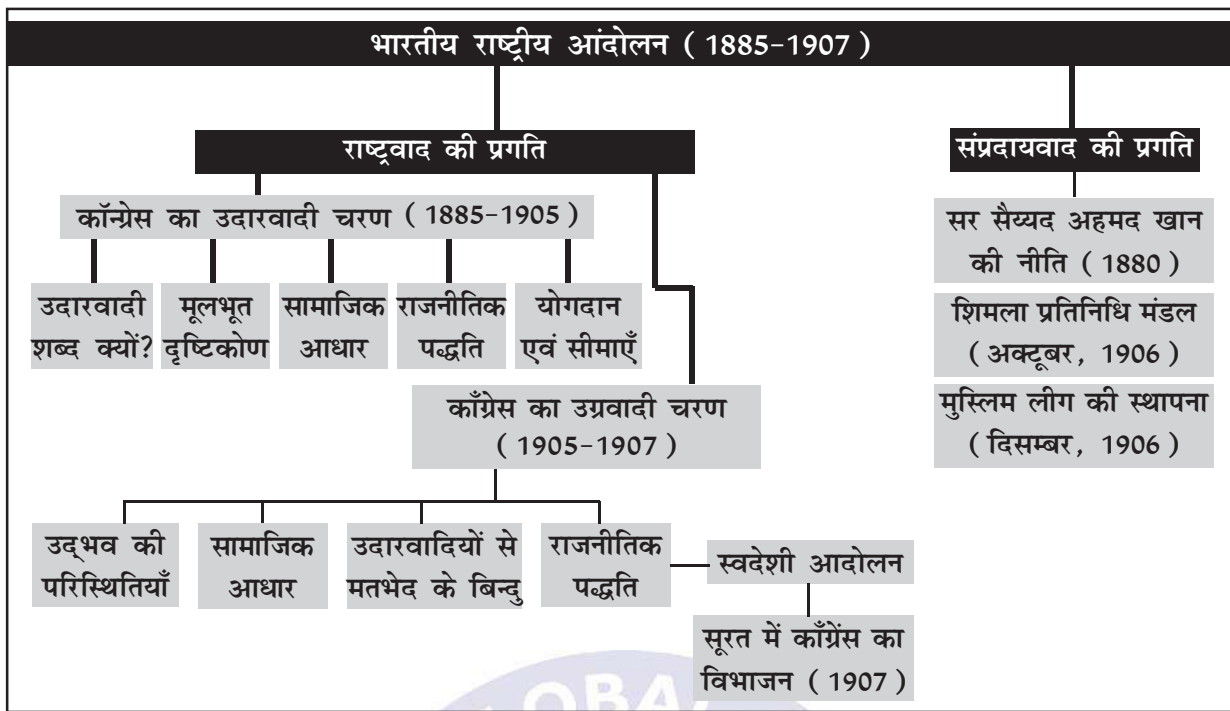 भारतीय राष्ट्रीय आंदोलन ( 1885-1907 )
राष्ट्रवाद की प्रगति
कॉन्ग्रेस का उदारवादी चरण ( 1885-1905 )
उदारवादी
शब्द क्यों?
मूलभूत
दृष्टिकोण
सामाजिक
आधार
राजनीतिक
पद्धति
योगदान
एवं सीमाएँ
काँग्रेस का उग्रवादी चरण
( 1905-1907 )
उद्‌भव की
परिस्थितियाँ
सामाजिक
आधार
उदारवादियों से
मतभेद के बिन्दु
राजनीतिक
पद्धति
स्वदेशी आदोलन
सूरत में काँग्रेंस का
विभाजन ( 1907 )
संप्रदायवाद की प्रगति
सर सैय्यद अहमद खान
की नीति ( 1880 )
शिमला प्रतिनिधि मंडल
( अक्टूबर, 1906 )
मुस्लिम लीग की स्थापना
( दिसम्बर, 1906 )
OBA